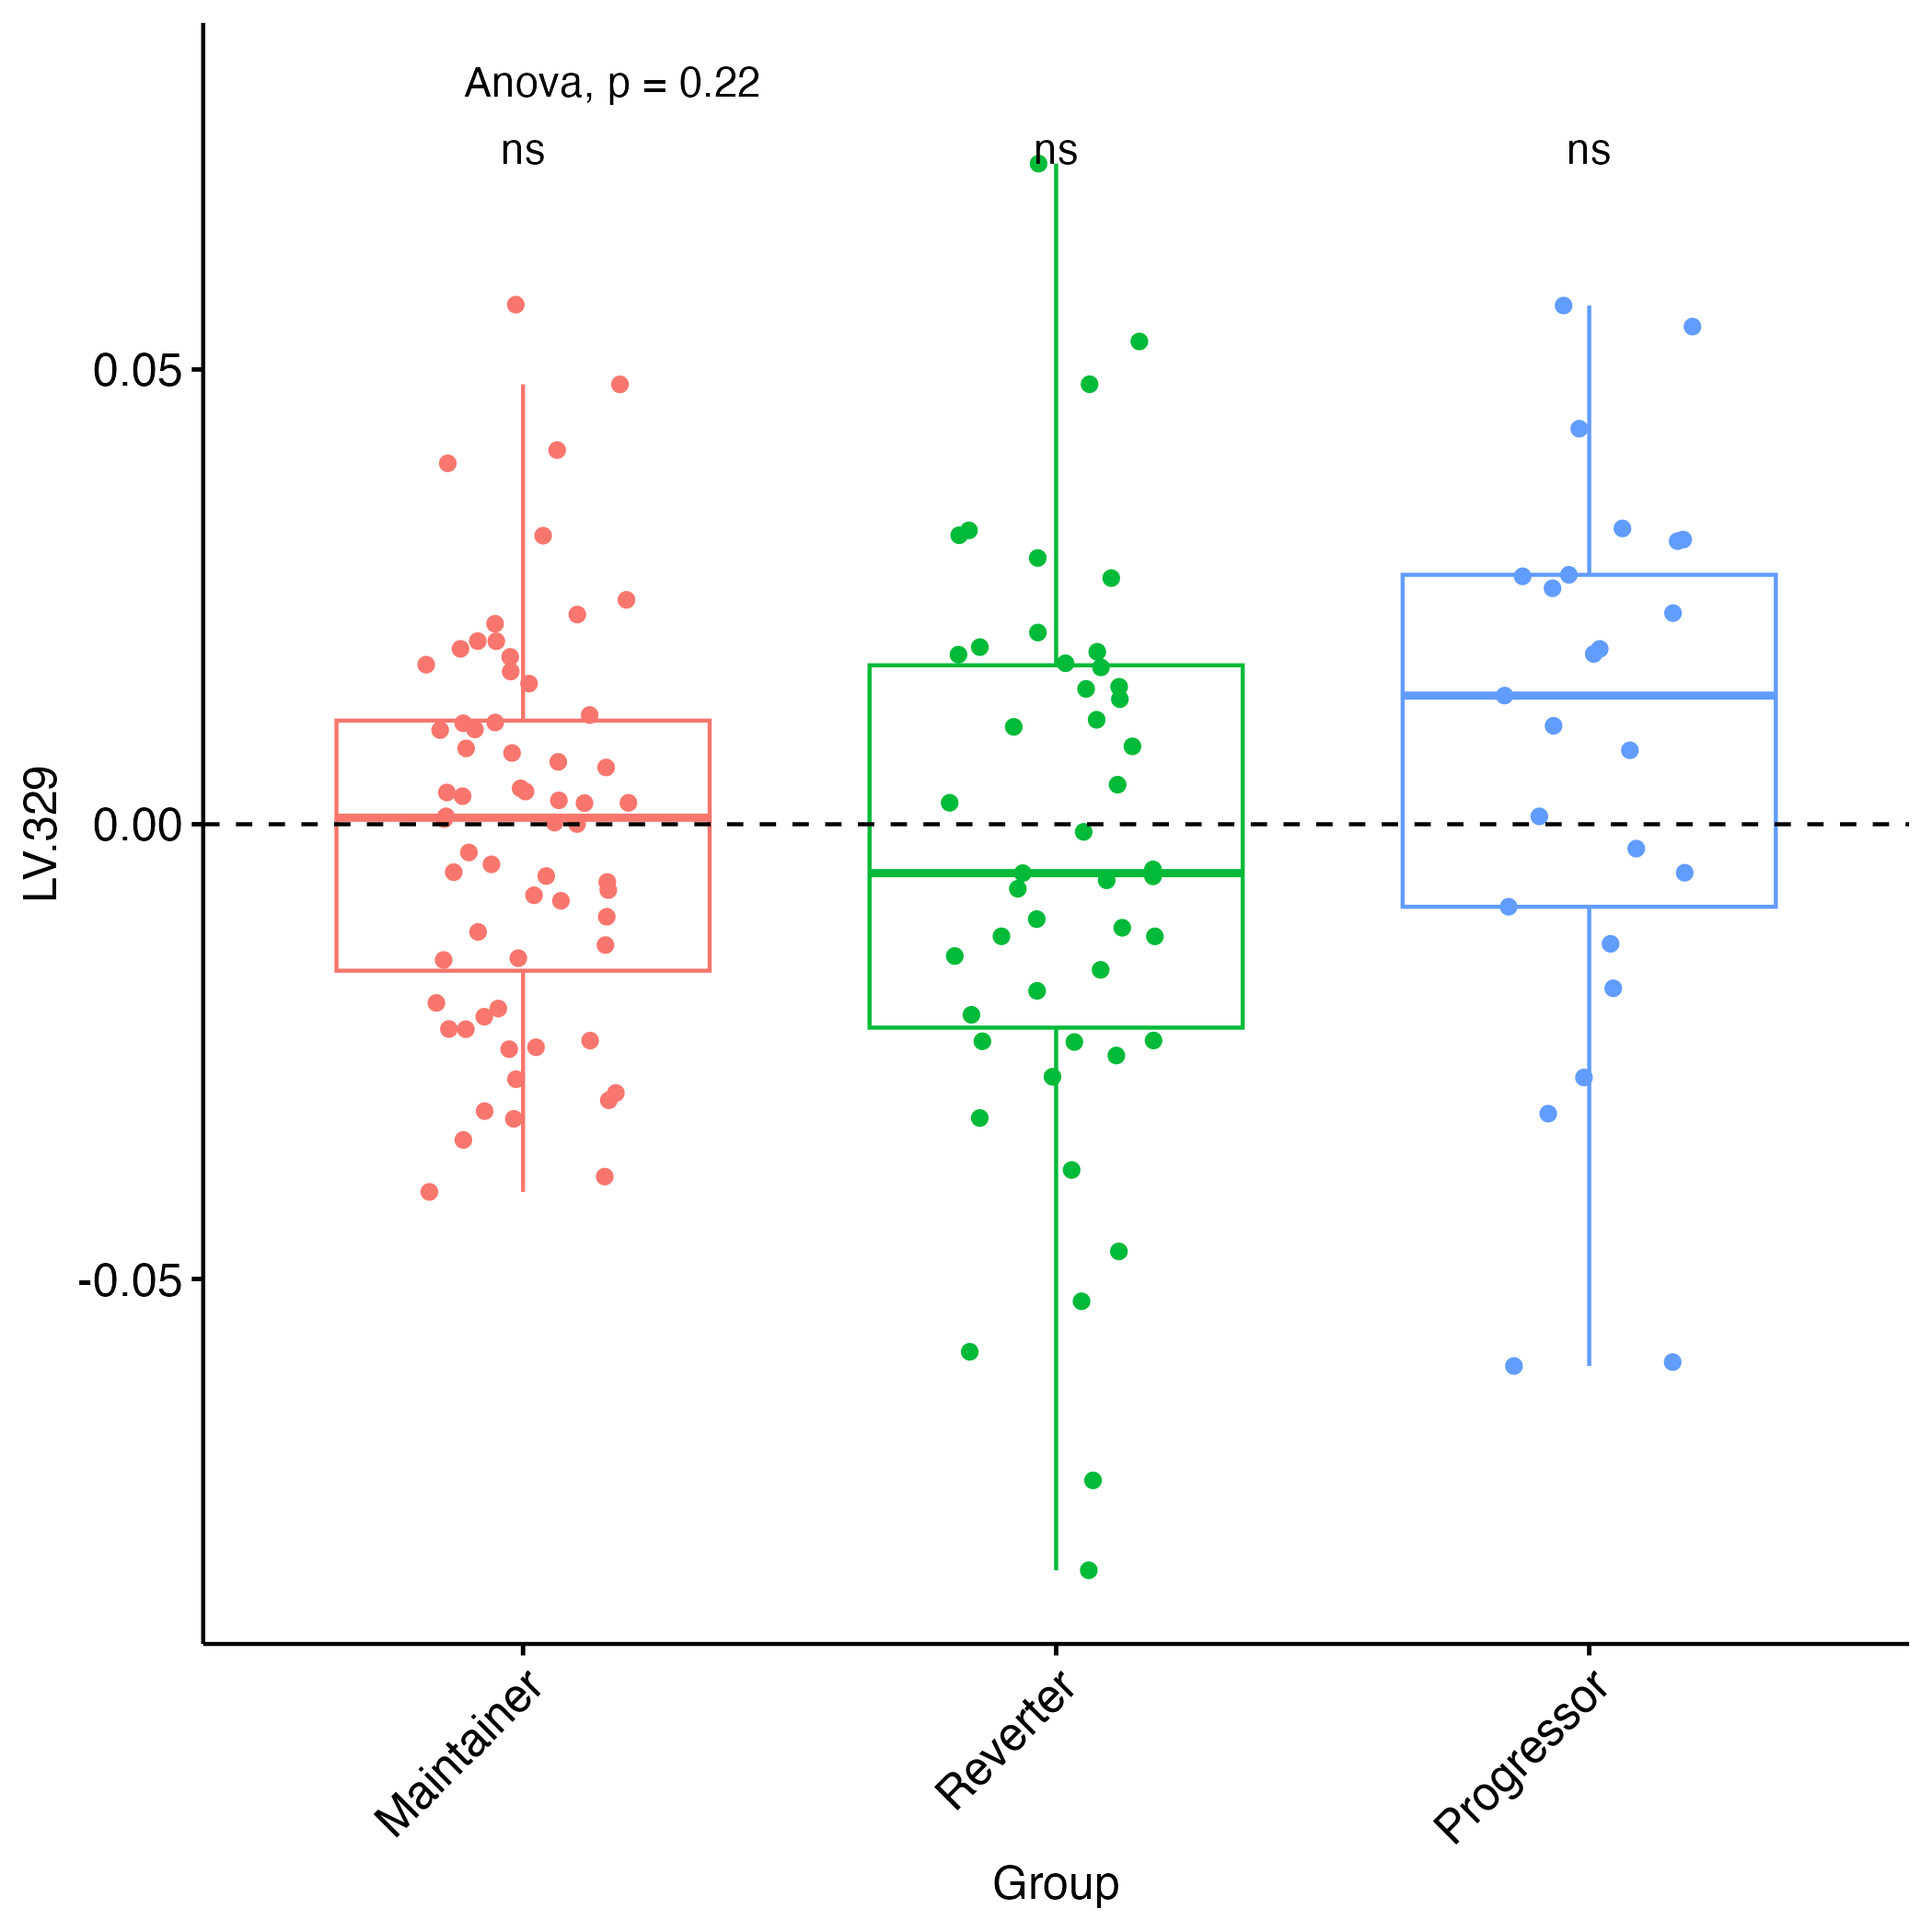 Anova, p = 0.22
ns ns ns
0.05
0.00
-0.05
LV.329
Maintainer Reverter Progressor
Group